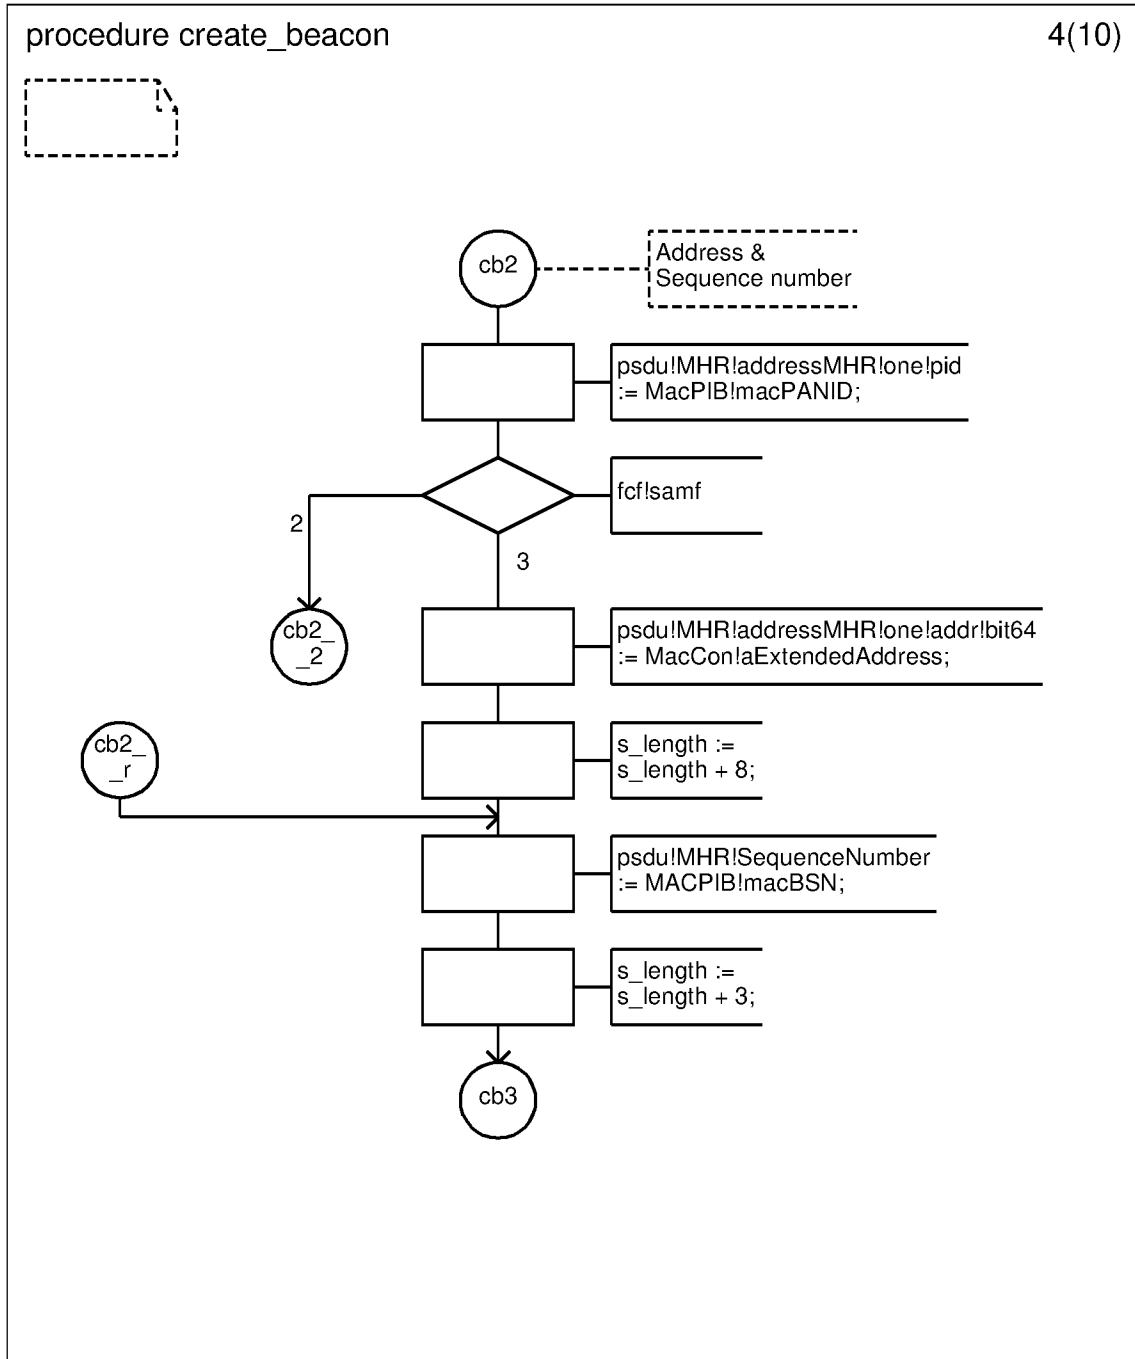 procedure create_beacon
4(10)
cb2
Address &
Sequence number
psdu!MHR!addressMHR!one!pid
:= MacPIB!macPANID;
fcf!samf
2
3
cb2_
_2
psdu!MHR!addressMHR!one!addr!bit64
:= MacCon!aExtendedAddress;
cb2_
_r
s_length :=
s_length + 8;
psdu!MHR!SequenceNumber
:= MACPIB!macBSN;
s_length :=
s_length + 3;
cb3